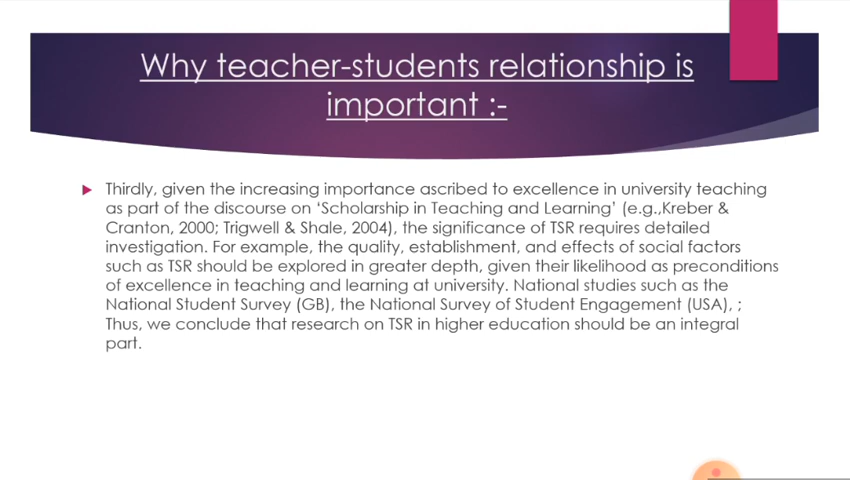 Why teacher-students relationship is
important :-
Thirdly, given the increasing importance ascribed to excellence in university teaching
as part of the discourse on ‘Scholarship in Teaching and Learning’ (e.g.,Kreber &
Cranton, 2000; Trigwell & Shale, 2004), the significance of TSR requires detailed
investigation. For example, the quality, establishment, and effects of social factors
such as TSR should be explored in greater depth, given their likelihood as preconditions
of excellence in teaching and learning at university. National studies such as the
National Student Survey (GB), the National Survey of Student Engagement (USA), ;
Thus, we conclude that research on TSR in higher education should be an integral
part.